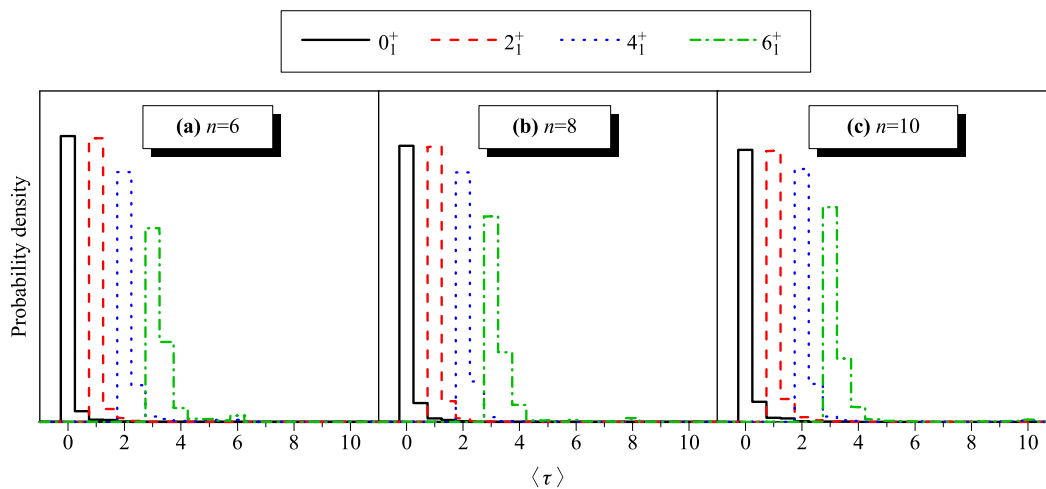 0₁⁺ 2₁⁺ 4₁⁺ 6₁⁺
(a) n=6 (b) n=8 (c) n=10
Probability density
0 2 4 6 8 10 0 2 4 6 8 10 0 2 4 6 8 10
⟨ τ ⟩